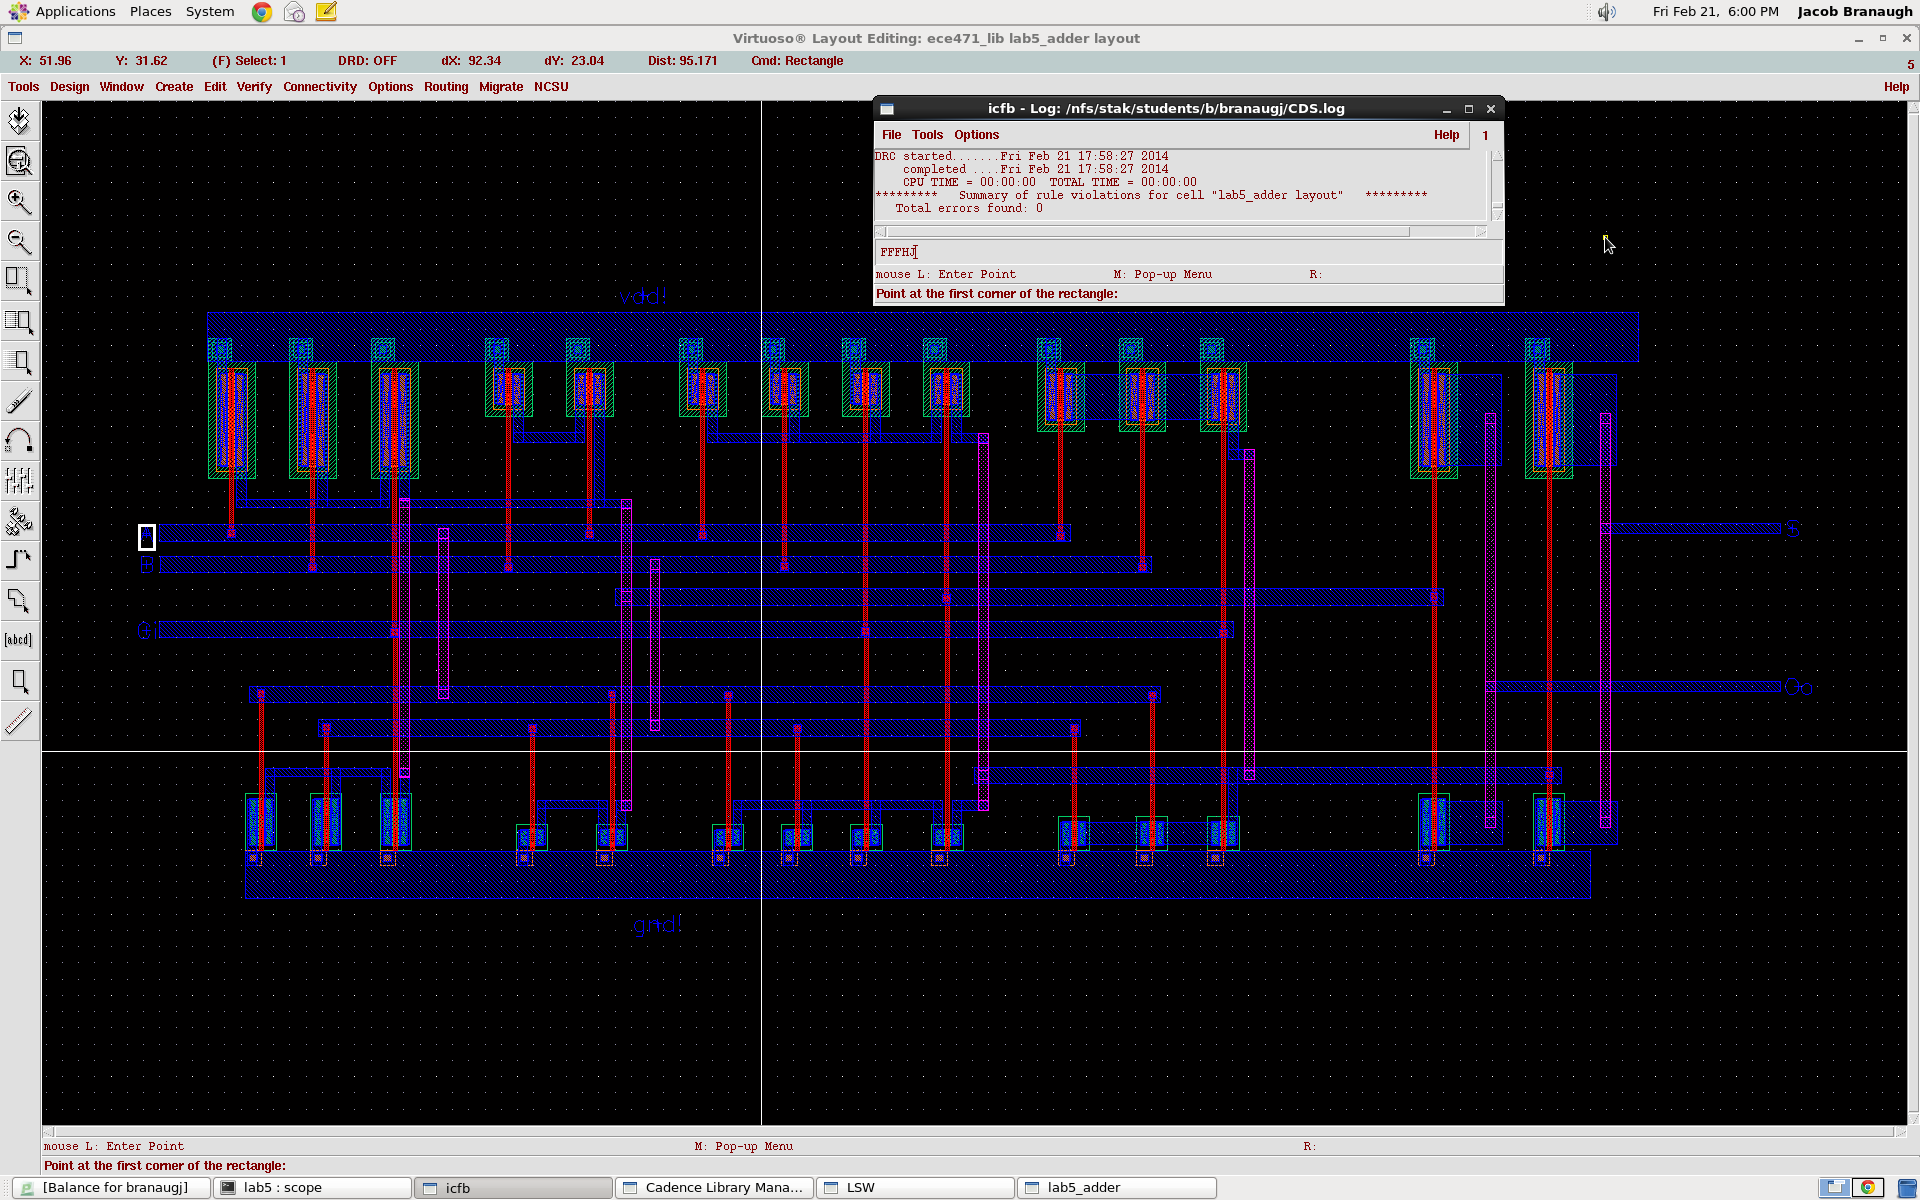 Applications Places System Fri Feb 21, 6:00 PM Jacob Branaugh
Virtuoso® Layout Editing: ece471_lib lab5_adder layout
X: 51.96 Y: 31.62 (F) Select: 1 DRD: OFF dX: 92.34 dY: 23.04 Dist: 95.171 Cmd: Rectangle 5
Tools Design Window Create Edit Verify Connectivity Options Routing Migrate NCSU Help
icfb - Log: /nfs/stak/students/b/branaugj/CDS.log
File Tools Options Help 1
DRC started.......Fri Feb 21 17:58:27 2014
completed ....Fri Feb 21 17:58:27 2014
CPU TIME = 00:00:00 TOTAL TIME = 00:00:00
********* Summary of rule violations for cell "lab5_adder layout" *********
Total errors found: 0
FFFHJ
mouse L: Enter Point M: Pop-up Menu R:
Point at the first corner of the rectangle:
vdd!
B
[abcd]
gnd!
mouse L: Enter Point M: Pop-up Menu R:
Point at the first corner of the rectangle:
[Balance for branaugj] lab5 : scope icfb Cadence Library Mana... LSW lab5_adder